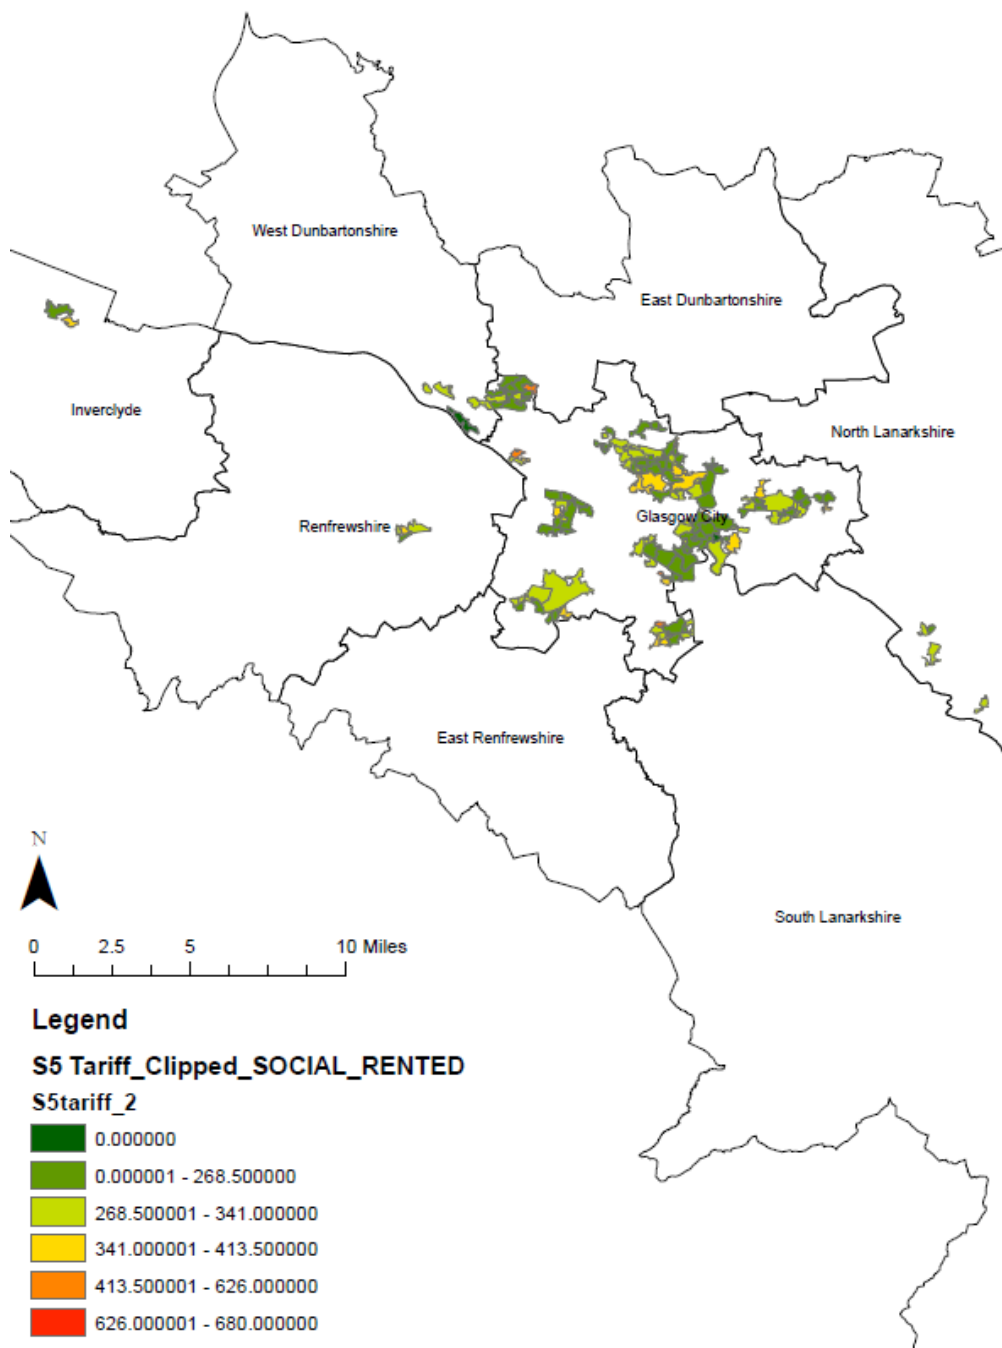 West Dunbartonshire
East Dunbartonshire
Inverclyde
North Lanarkshire
Glasgow City
Renfrewshire
East Renfrewshire
South Lanarkshire
N
0 2.5 5 10 Miles
Legend
S5 Tariff_Clipped_SOCIAL_RENTED
S5tariff_2
0.000000
0.000001 - 268.500000
268.500001 - 341.000000
341.000001 - 413.500000
413.500001 - 626.000000
626.000001 - 680.000000